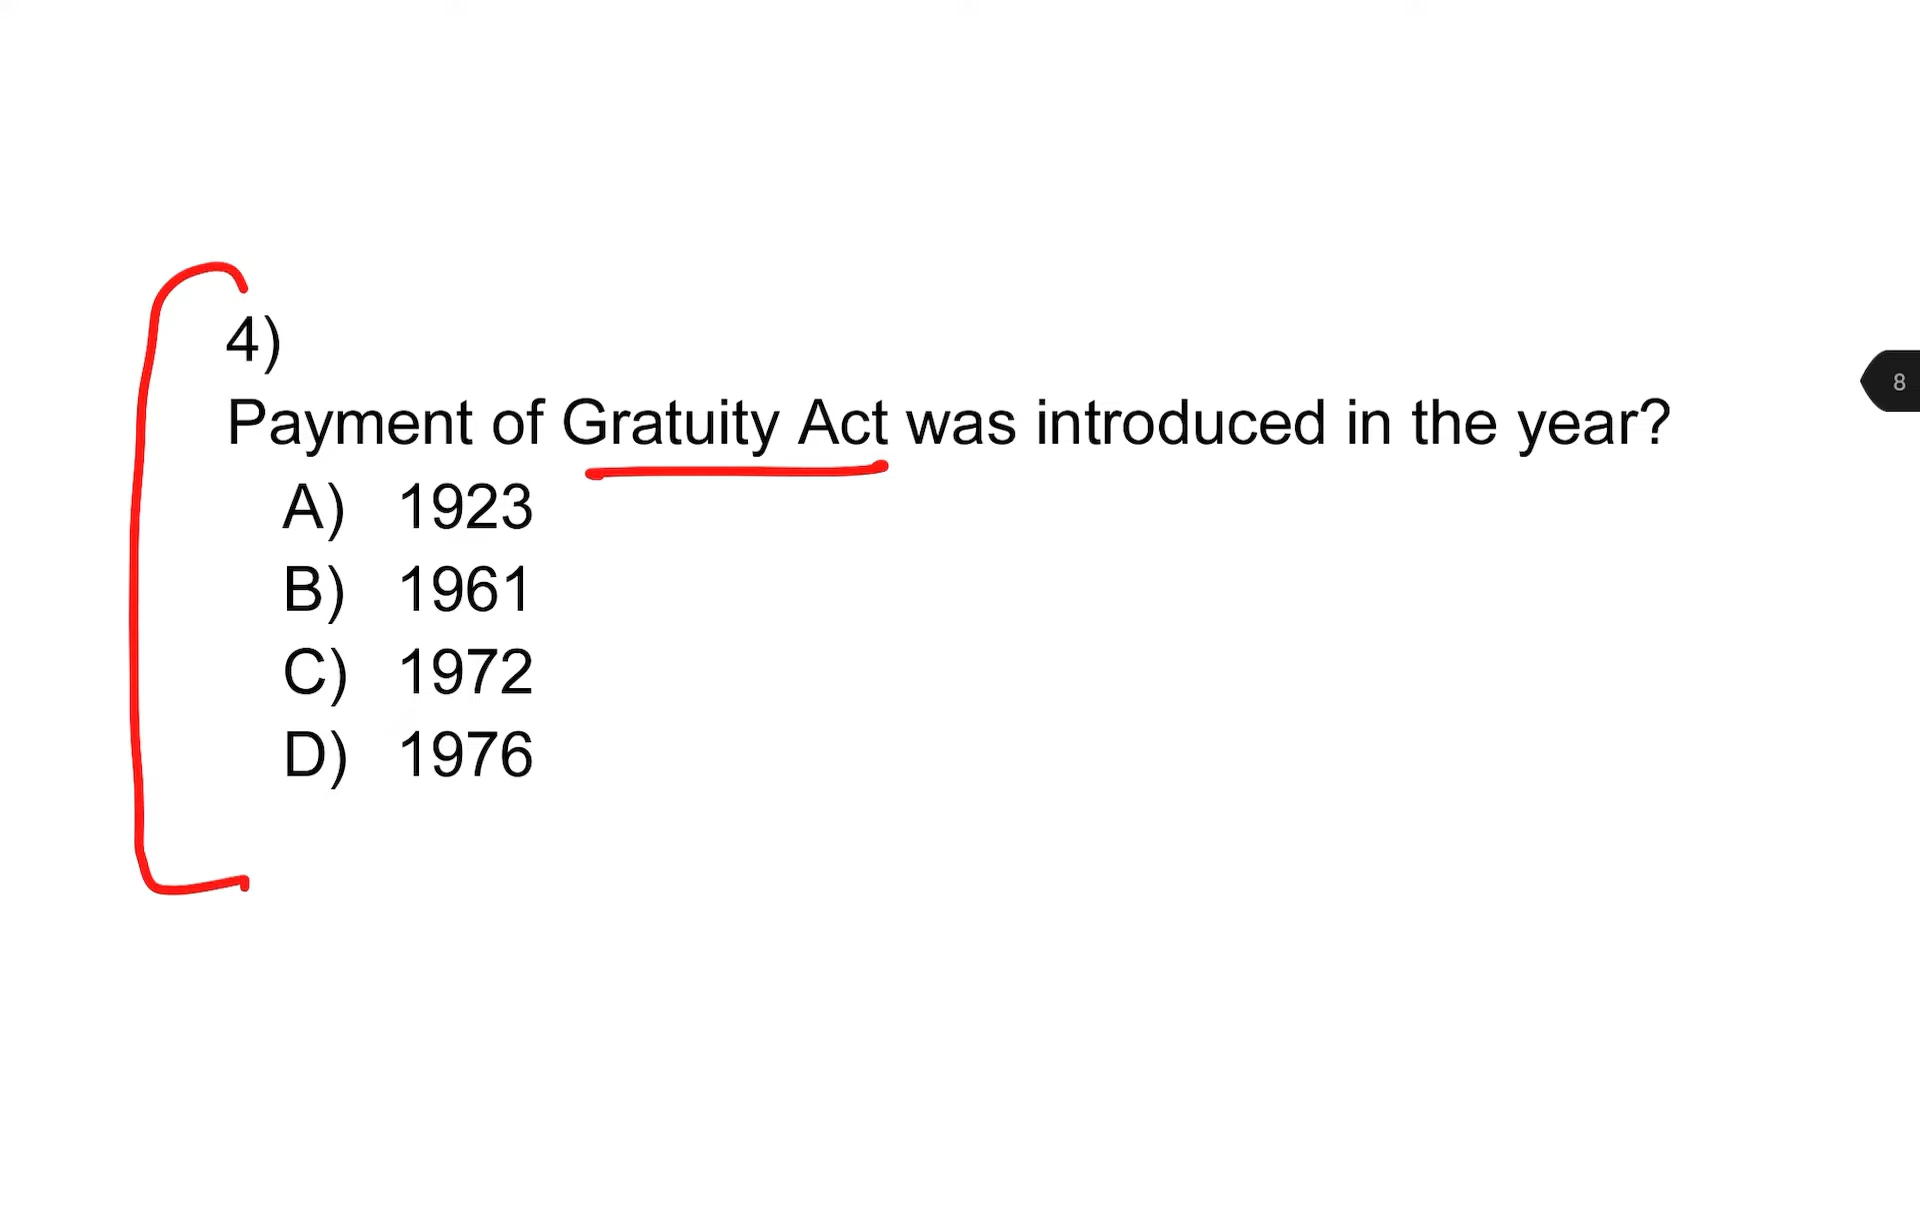 4)
Payment of Gratuity Act was introduced in the year?
A) 1923
B) 1961
C) 1972
D) 1976
8